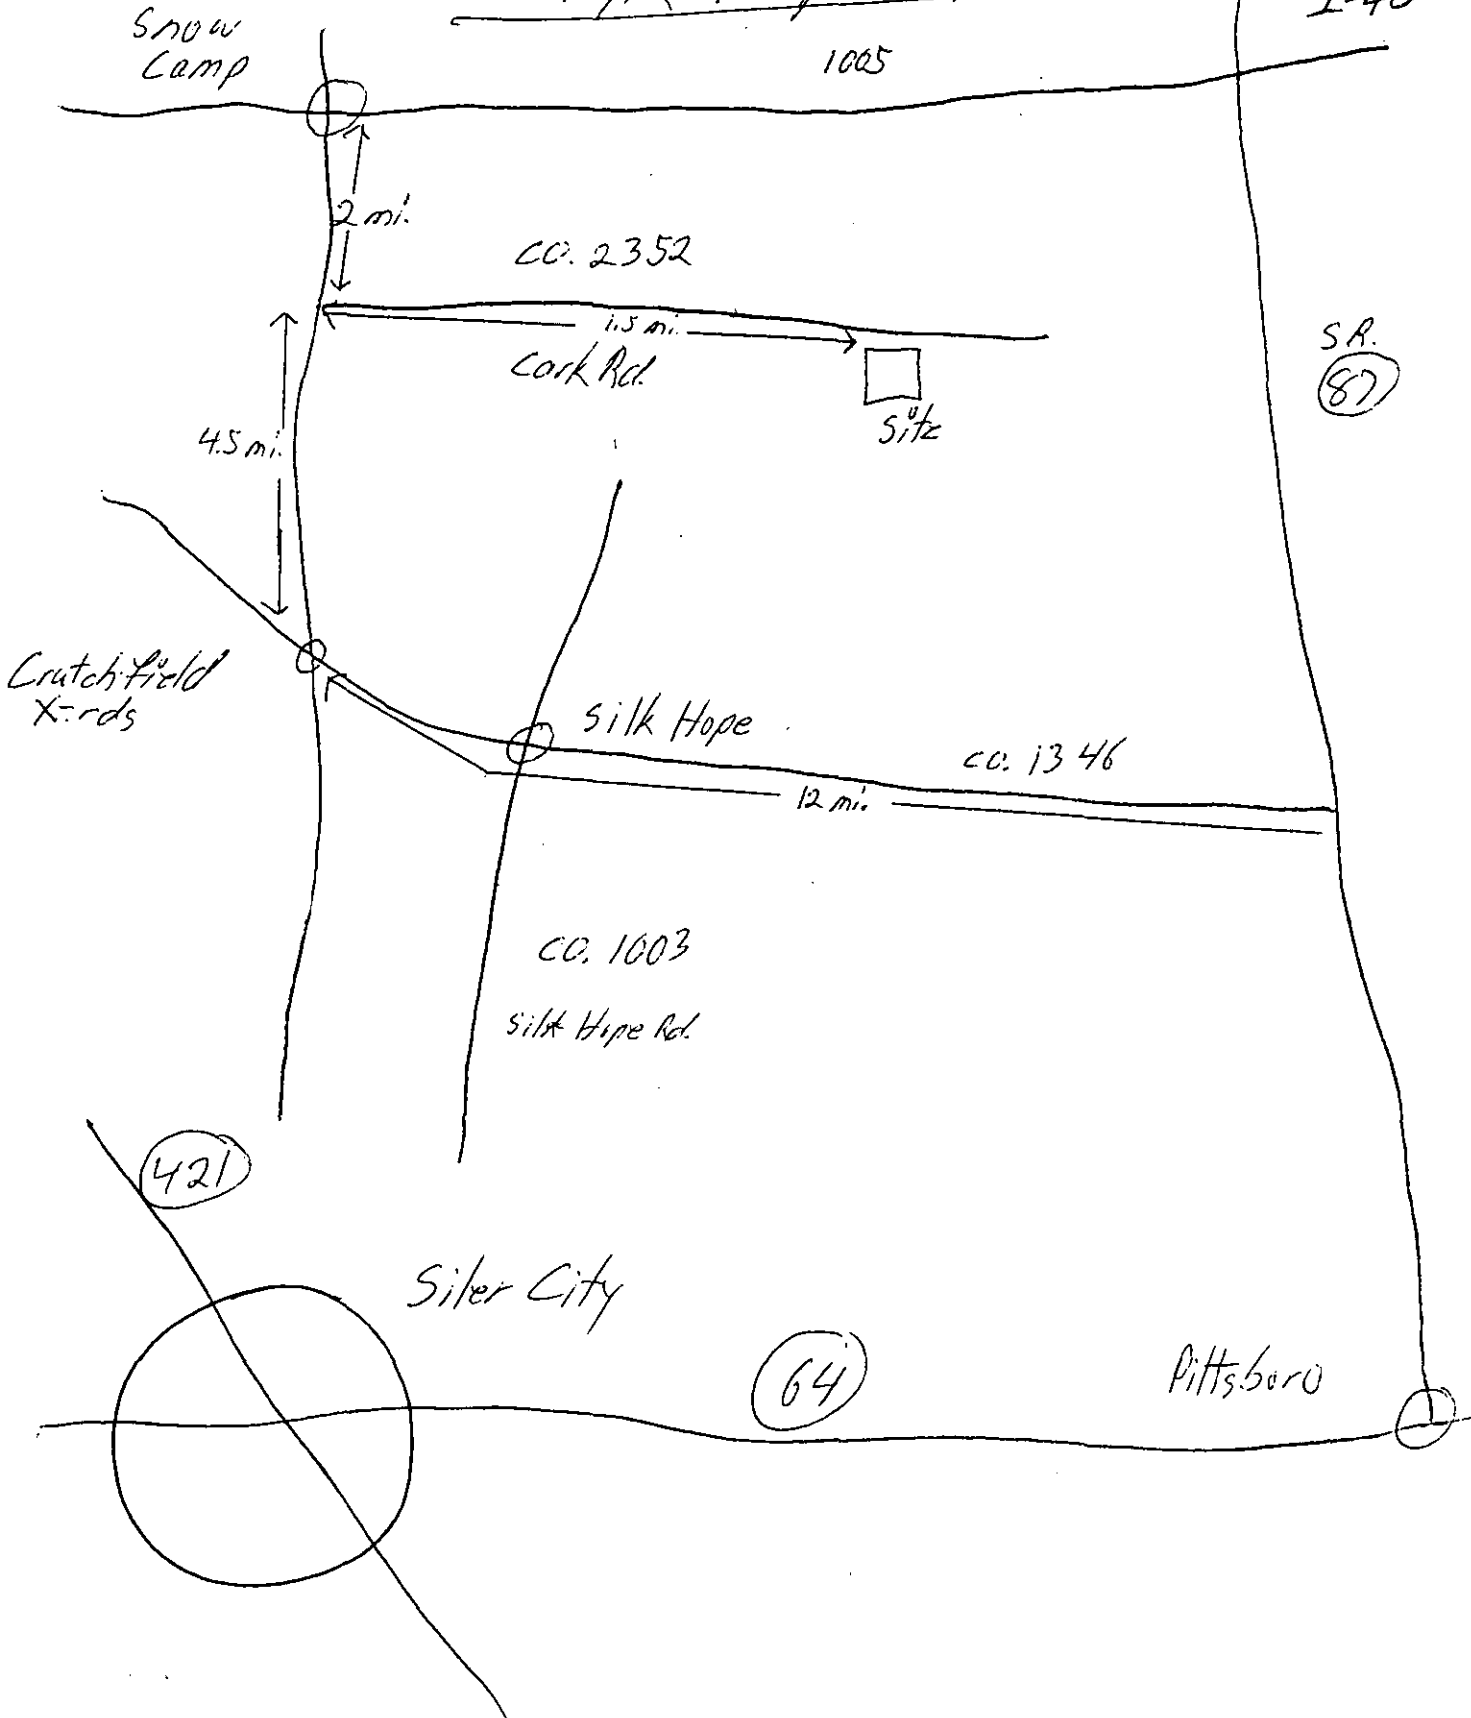 I-40
Snow
Camp
1005
2 mi.
co. 2352
1.5 mi.
Cork Rd.
Site
S.R.
87
4.5 mi.
Crutchfield
X-rds
Silk Hope
co. 1346
12 mi.
co. 1003
Silk Hope Rd.
421
Siler City
64
Pittsboro